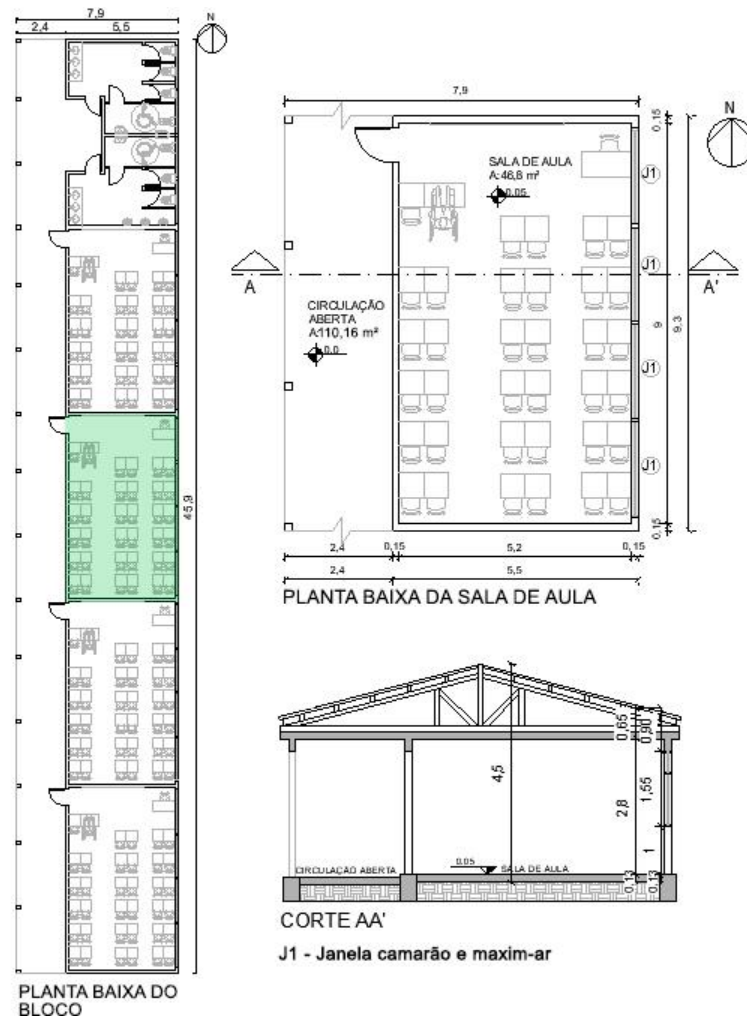 7,9
2,4
5,5
N
45,9
PLANTA BAIXA DO
BLOCO
7,9
0,15
N
SALA DE AULA
A:46,8 m²
0.05
J1
J1
A
A'
CIRCULAÇÃO
ABERTA
A:110,16 m²
0.0
9
9,3
J1
J1
0,15
2,4
0,15
5,2
0,15
2,4
5,5
PLANTA BAIXA DA SALA DE AULA
0,65
0,90
4,5
2,8
1,55
1
0.05
CIRCULAÇÃO ABERTA
SALA DE AULA
0,13
0,13
CORTE AA'
J1 - Janela camarão e maxim-ar